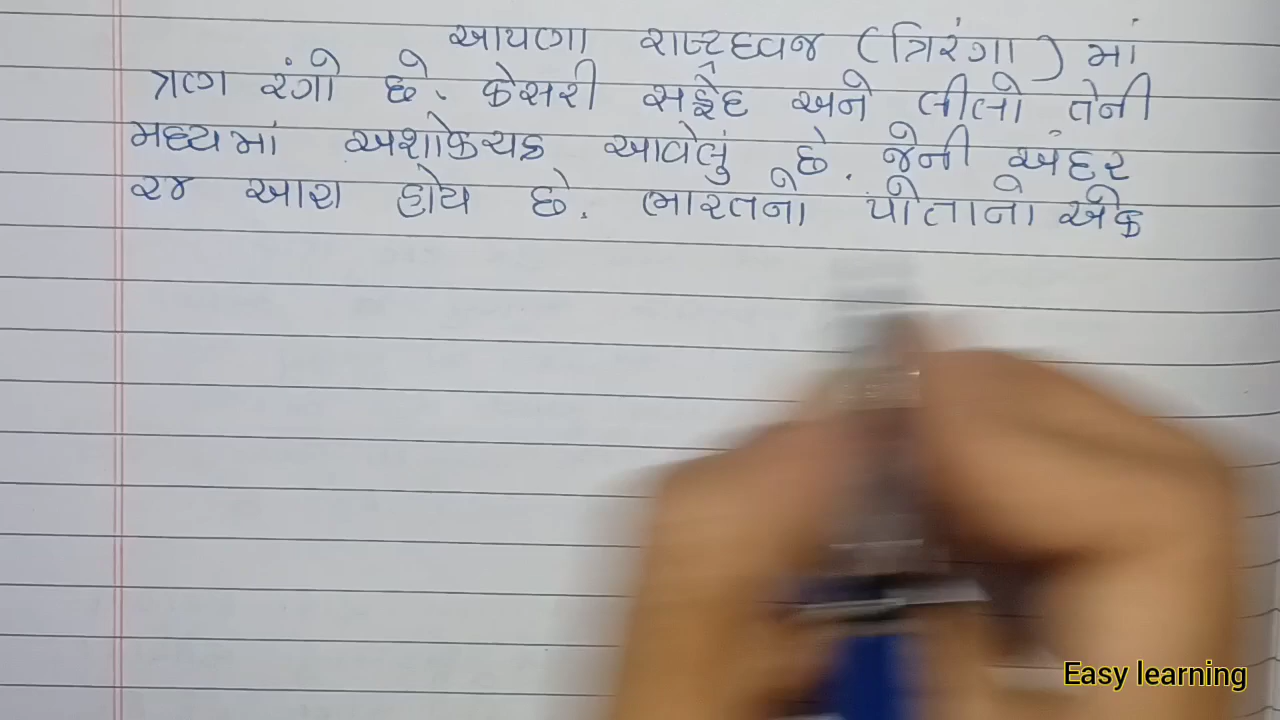 આપણા રાષ્ટ્રધ્વજ (ત્રિરંગા) માં
ત્રણ રંગો છે. કેસરી સફેદ અને લીલો તેની
મધ્યમાં અશોકચક્ર આવેલું છે. જેની અંદર
૨૪ આરા હોય છે. ભારતનો પોતાનો એક
Easy learning